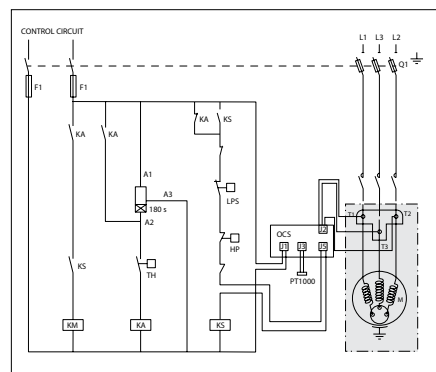 CONTROL CIRCUIT
L1 L3 L2
Q1
F1 F1
KA KA KA KS
A1
A3
180 s
A2
LPS
T1 T2
J2
OCS
J1 J3 J5
T3
KS TH HP
PT1000
M
KM KA KS